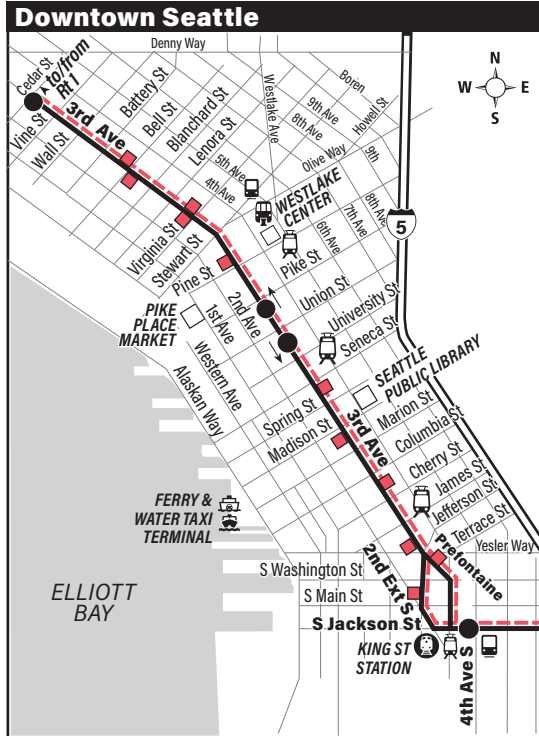 Downtown Seattle
Denny Way
N
W
E
S
Cedar St
to/from
Rt 1
Vine St
Wall St
3rd Ave
Battery St
Bell St
Blanchard St
Lenora St
Westlake Ave
Boren
Howell St
9th Ave
8th Ave
Olive Way
9th
5th Ave
4th Ave
WESTLAKE
CENTER
6th Ave
7th Ave
8th Ave
5
Virginia St
Stewart St
Pine St
Pike St
PIKE
PLACE
MARKET
1st Ave
2nd Ave
Union St
University St
Seneca St
Western Ave
Alaskan Way
SEATTLE
PUBLIC LIBRARY
Spring St
Madison St
3rd Ave
Marion St
Columbia St
Cherry St
James St
Jefferson St
Terrace St
Yesler Way
FERRY &
WATER TAXI
TERMINAL
Prefontaine
2nd Ext S
S Washington St
S Main St
S Jackson St
ELLIOTT
BAY
KING ST
STATION
4th Ave S